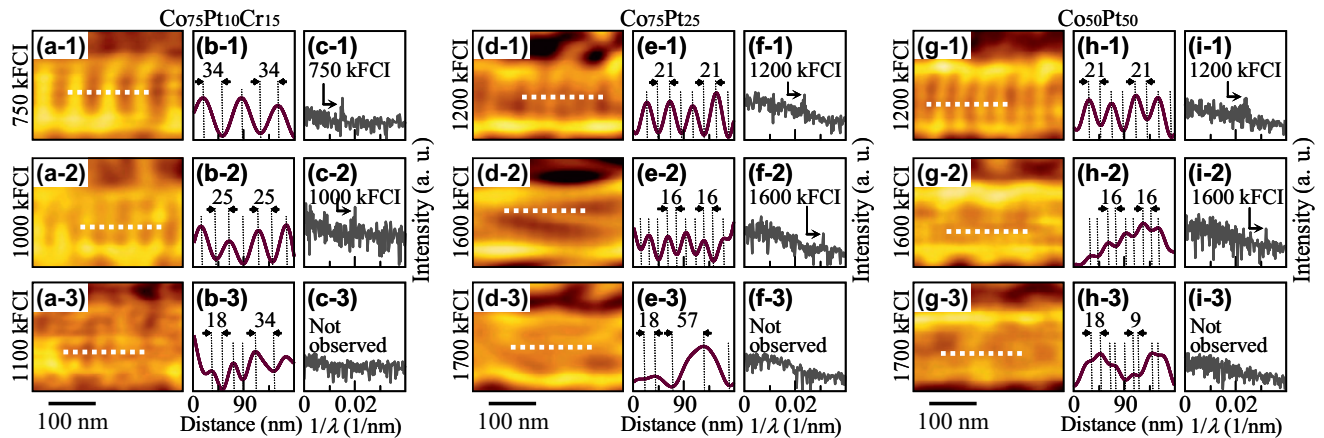 Co75Pt10Cr15
Co75Pt25
Co50Pt50
750 kFCI
(a-1)
(b-1)
34
34
(c-1)
750 kFCI
1200 kFCI
(d-1)
(e-1)
21
21
(f-1)
1200 kFCI
1200 kFCI
(g-1)
(h-1)
21
21
(i-1)
1200 kFCI
1000 kFCI
(a-2)
(b-2)
25
25
(c-2)
1000 kFCI
Intensity (a. u.)
1600 kFCI
(d-2)
(e-2)
16
16
(f-2)
1600 kFCI
Intensity (a. u.)
1600 kFCI
(g-2)
(h-2)
16
16
(i-2)
1600 kFCI
1100 kFCI
(a-3)
(b-3)
18
34
(c-3)
Not
observed
1700 kFCI
(d-3)
(e-3)
18
57
(f-3)
Not
observed
1700 kFCI
(g-3)
(h-3)
18
9
(i-3)
Not
observed
100 nm
0 90
Distance (nm)
0 0.02
1/λ (1/nm)
100 nm
0 90
Distance (nm)
0 0.02
1/λ (1/nm)
100 nm
0 90
Distance (nm)
0 0.02
1/λ (1/nm)